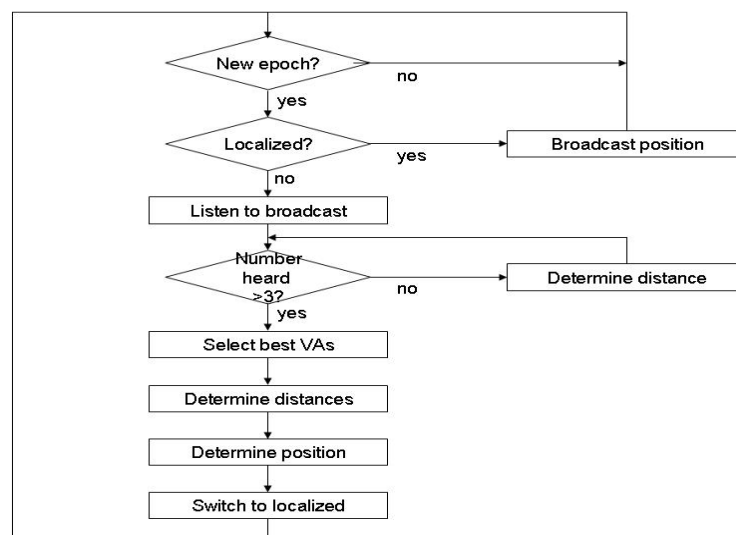 New epoch?
no
yes
Localized?
yes
Broadcast position
no
Listen to broadcast
Number
heard
>3?
no
Determine distance
yes
Select best VAs
Determine distances
Determine position
Switch to localized